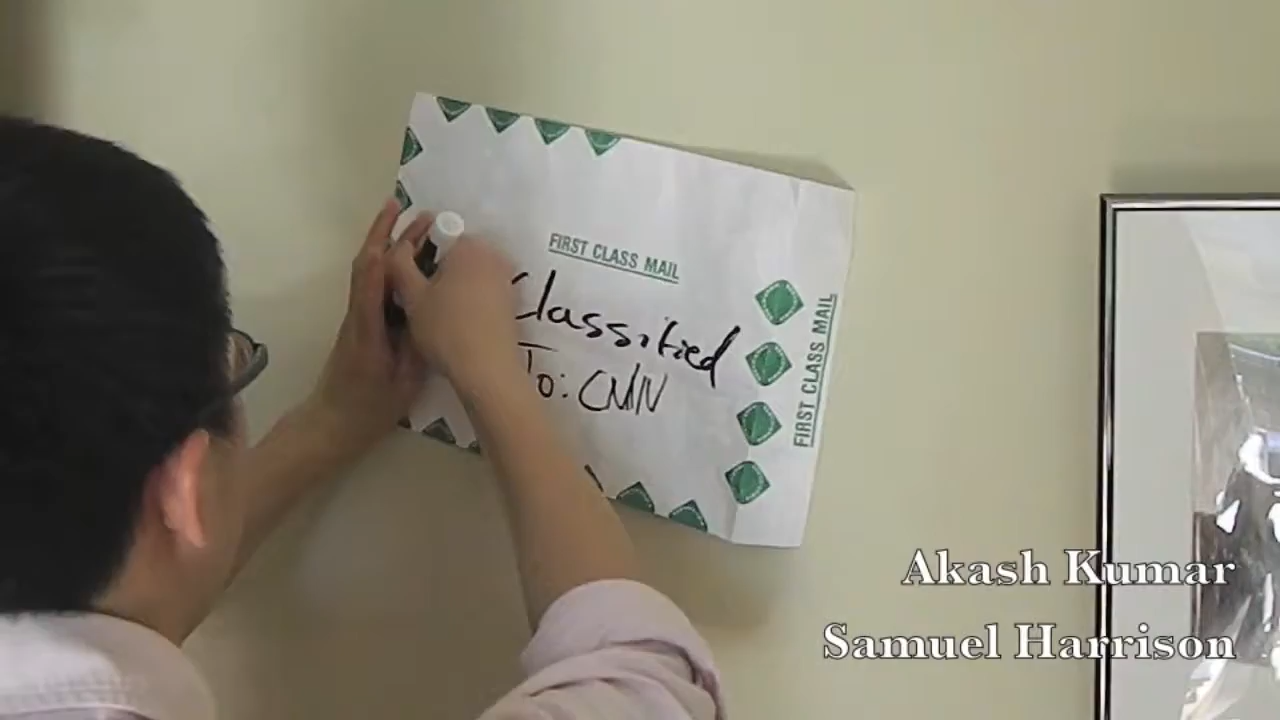 FIRST CLASS MAIL
Classified
To: CNN
FIRST CLASS MAIL
Akash Kumar
Samuel Harrison